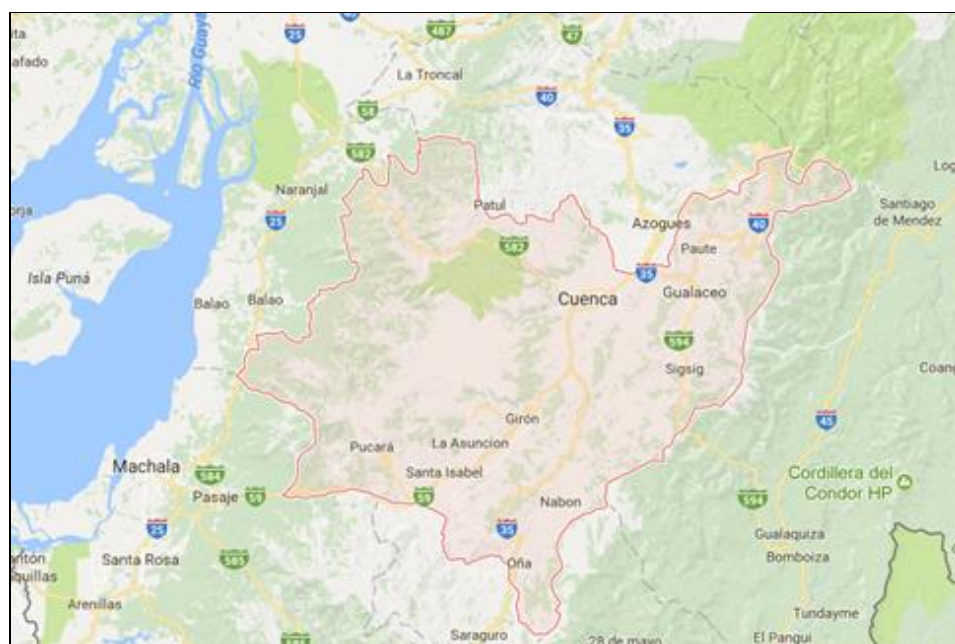 25
487
47
La Troncal
40
58
35
582
Río Guay
Naranjal
Patul
25
Santiago
de Mendez
Azogues
40
582
Paute
Isla Puná
35
Gualaceo
Balao
Balao
Cuenca
594
Sigsig
Coang
Girón
45
Pucará
La Asuncion
Machala
584
Santa Isabel
Cordillera del
Condor HP
Pasaje
59
59
Nabon
594
25
35
Gualaquiza
Santa Rosa
585
Oña
Bomboiza
Arenillas
Tundayme
Saraguro
28 de mayo
El Pangui